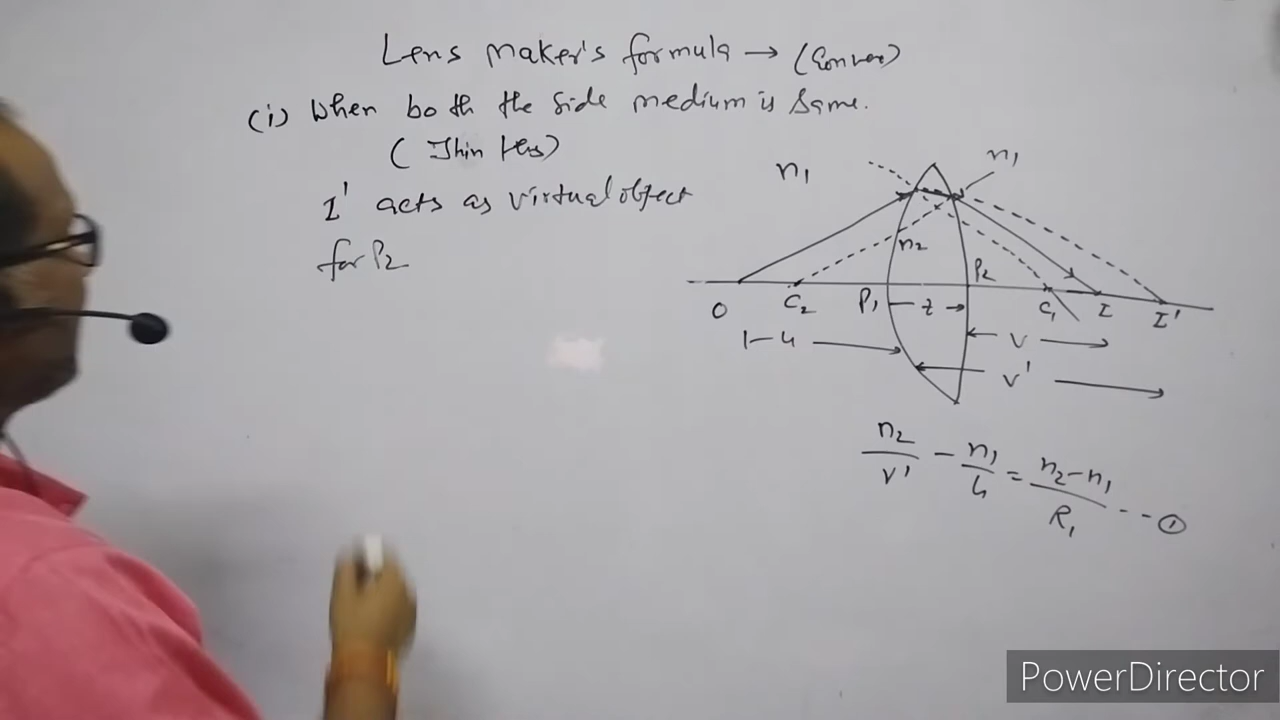 Lens Maker's formula → (Convex)
(i) When both the side medium is Same.
( Thin lens)
I' acts as virtual object
for P2
n1 n1
n2
P2
O C2 P1 t C1 I I'
u v
v'
n2/v' - n1/u = n2-n1/R1 ---①
PowerDirector